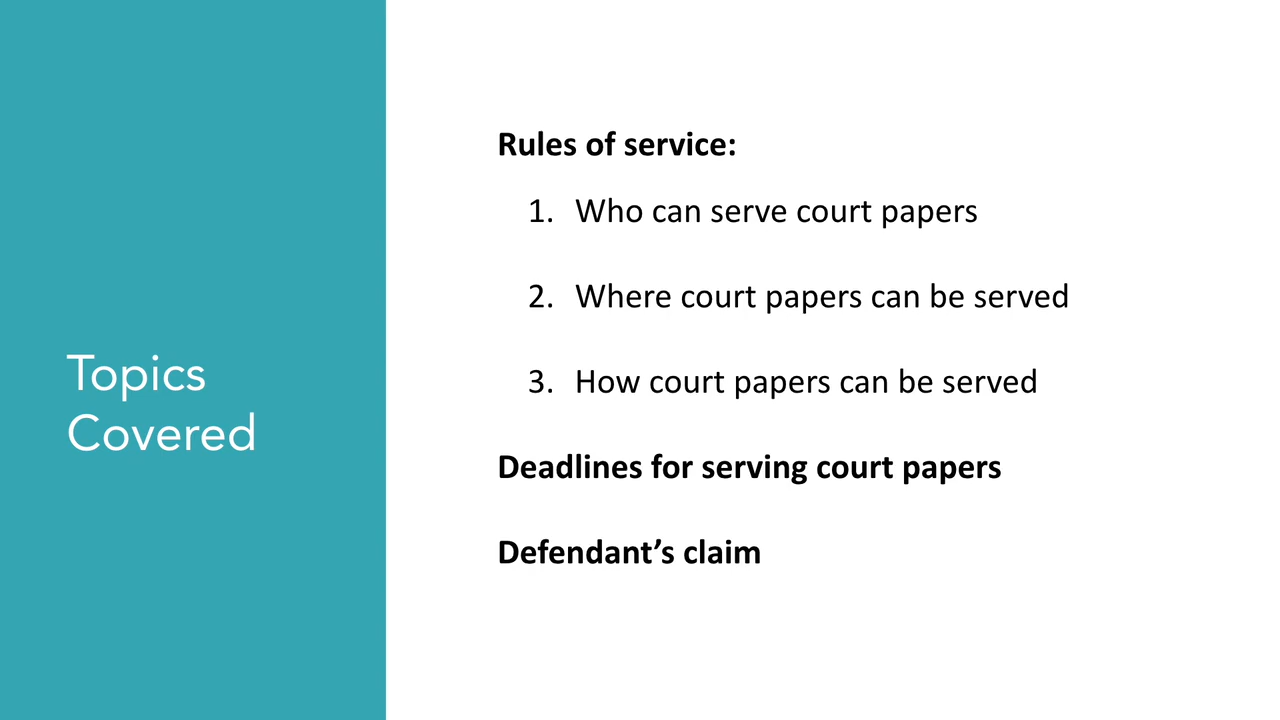 Topics
Covered
Rules of service:
1. Who can serve court papers
2. Where court papers can be served
3. How court papers can be served
Deadlines for serving court papers
Defendant’s claim